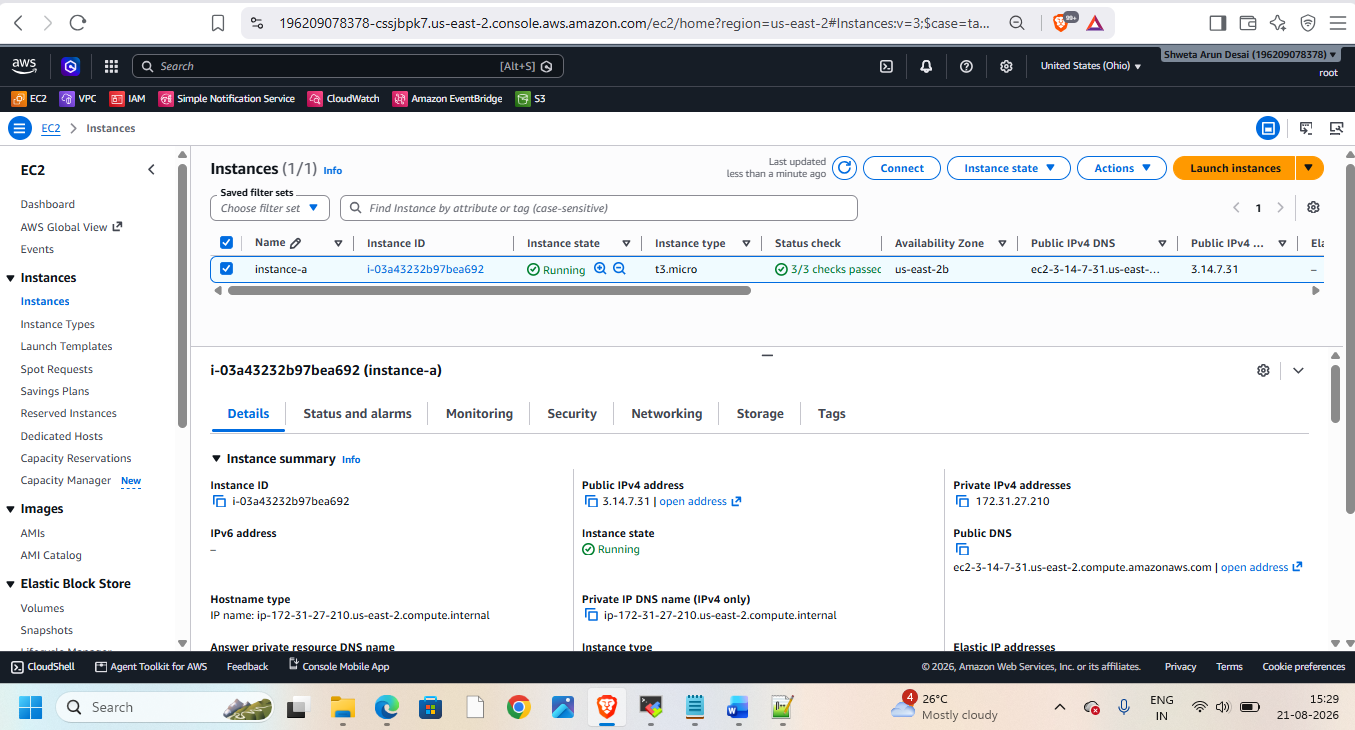 196209078378-cssjbpk7.us-east-2.console.aws.amazon.com/ec2/home?region=us-east-2#Instances:v=3;$case=ta...
99+
aws
Search [Alt+S]
United States (Ohio)
Shweta Arun Desai (196209078378)
root
EC2 VPC IAM Simple Notification Service CloudWatch Amazon EventBridge S3
EC2 > Instances
EC2
Dashboard
AWS Global View
Events
Instances
Instances
Instance Types
Launch Templates
Spot Requests
Savings Plans
Reserved Instances
Dedicated Hosts
Capacity Reservations
Capacity Manager New
Images
AMIs
AMI Catalog
Elastic Block Store
Volumes
Snapshots
Lifecycle Manager
Instances (1/1) Info
Last updated
less than a minute ago
Connect
Instance state
Actions
Launch instances
Saved filter sets
Choose filter set
Find Instance by attribute or tag (case-sensitive)
1
Name Instance ID Instance state Instance type Status check Availability Zone Public IPv4 DNS Public IPv4 ... Ela
instance-a i-03a43232b97bea692 Running t3.micro 3/3 checks passed us-east-2b ec2-3-14-7-31.us-east-... 3.14.7.31 –
i-03a43232b97bea692 (instance-a)
Details Status and alarms Monitoring Security Networking Storage Tags
Instance summary Info
Instance ID
i-03a43232b97bea692
Public IPv4 address
3.14.7.31 | open address
Private IPv4 addresses
172.31.27.210
IPv6 address
–
Instance state
Running
Public DNS
ec2-3-14-7-31.us-east-2.compute.amazonaws.com | open address
Hostname type
IP name: ip-172-31-27-210.us-east-2.compute.internal
Private IP DNS name (IPv4 only)
ip-172-31-27-210.us-east-2.compute.internal
Answer private resource DNS name
Instance type
Elastic IP addresses
CloudShell Agent Toolkit for AWS Feedback Console Mobile App
© 2026, Amazon Web Services, Inc. or its affiliates. Privacy Terms Cookie preferences
Search
4
26°C
Mostly cloudy
ENG
IN
15:29
21-08-2026